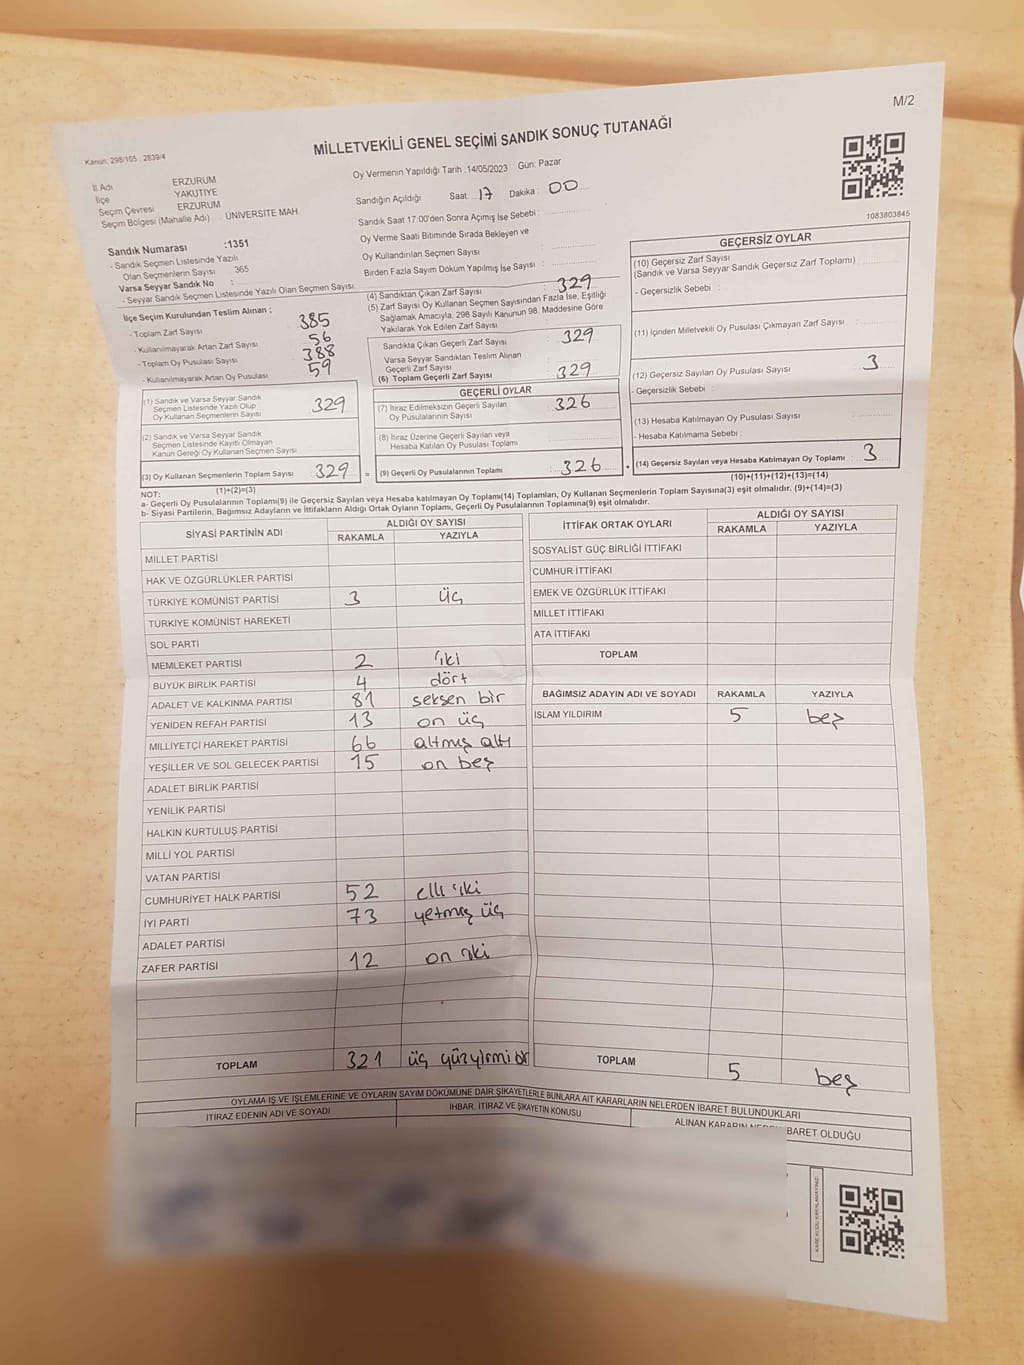 M/2
MİLLETVEKİLİ GENEL SEÇİMİ SANDIK SONUÇ TUTANAĞI
Kanun, 298/105 , 2839/4
Oy Vermenin Yapıldığı Tarih :14/05/2023 Gün: Pazar
İl Adı ERZURUM
İlçe YAKUTİYE
Seçim Çevresi ERZURUM
Seçim Bölgesi (Mahalle Adı) : ÜNİVERSİTE MAH.
Sandık Numarası :1351
- Sandık Seçmen Listesinde Yazılı
Olan Seçmenlerin Sayısı 365
Varsa Seyyar Sandık No :
- Seyyar Sandık Seçmen Listesinde Yazılı Olan Seçmen Sayısı
Sandığın Açıldığı Saat: 17 Dakika : 00
Sandık Saat 17:00'den Sonra Açımış İse Sebebi :
Oy Verme Saati Bitiminde Sırada Bekleyen ve
Oy Kullandırılan Seçmen Sayısı :
Birden Fazla Sayım Döküm Yapılmış İse Sayısı :
1083803845
İlçe Seçim Kurulundan Teslim Alınan ;
- Toplam Zarf Sayısı 385
- Kullanılmayarak Artan Zarf Sayısı 56
- Toplam Oy Pusulası Sayısı 388
- Kullanılmayarak Artan Oy Pusulası 59
(4) Sandıktan Çıkan Zarf Sayısı 329
(5) Zarf Sayısı Oy Kullanan Seçmen Sayısından Fazla İse, Eşitliği
Sağlamak Amacıyla, 298 Sayılı Kanunun 98. Maddesine Göre
Yakılarak Yok Edilen Zarf Sayısı
Sandıkta Çıkan Geçerli Zarf Sayısı : 329
Varsa Seyyar Sandıktan Teslim Alınan
Geçerli Zarf Sayısı
(6) Toplam Geçerli Zarf Sayısı : 329
GEÇERSİZ OYLAR
(10) Geçersiz Zarf Sayısı
(Sandık ve Varsa Seyyar Sandık Geçersiz Zarf Toplamı) :
- Geçersizlik Sebebi :
(11) İçinden Milletvekili Oy Pusulası Çıkmayan Zarf Sayısı :
(12) Geçersiz Sayılan Oy Pusulası Sayısı : 3
- Geçersizlik Sebebi :
(13) Hesaba Katılmayan Oy Pusulası Sayısı :
- Hesaba Katılmama Sebebi :
(14) Geçersiz Sayılan veya Hesaba Katılmayan Oy Toplamı : 3
(10)+(11)+(12)+(13)=(14)
(1) Sandık ve Varsa Seyyar Sandık
Seçmen Listesinde Yazılı Olup
Oy Kullanan Seçmenlerin Sayısı 329
(2) Sandık ve Varsa Seyyar Sandık
Seçmen Listesinde Kayıtlı Olmayan
Kanun Gereği Oy Kullanan Seçmen Sayısı
(3) Oy Kullanan Seçmenlerin Toplam Sayısı 329 =
(1)+(2)=(3)
GEÇERLİ OYLAR
(7) İtiraz Edilmeksizin Geçerli Sayılan
Oy Pusulalarının Sayısı : 326
(8) İtiraz Üzerine Geçerli Sayılan veya
Hesaba Katılan Oy Pusulası Toplamı :
(9) Geçerli Oy Pusulalarının Toplamı : 326 +
NOT:
a- Geçerli Oy Pusulalarının Toplamı(9) ile Geçersiz Sayılan veya Hesaba katılmayan Oy Toplamı(14) Toplamları, Oy Kullanan Seçmenlerin Toplam Sayısına(3) eşit olmalıdır. (9)+(14)=(3)
b- Siyasi Partilerin, Bağımsız Adayların ve İttifakların Aldığı Ortak Oyların Toplamı, Geçerli Oy Pusulalarının Toplamına(9) eşit olmalıdır.
SİYASİ PARTİNİN ADI ALDIĞI OY SAYISI
RAKAMLA YAZIYLA
MİLLET PARTİSİ
HAK VE ÖZGÜRLÜKLER PARTİSİ
TÜRKİYE KOMÜNİST PARTİSİ 3 üç
TÜRKİYE KOMÜNİST HAREKETİ
SOL PARTİ
MEMLEKET PARTİSİ 2 iki
BÜYÜK BİRLİK PARTİSİ 4 dört
ADALET VE KALKINMA PARTİSİ 81 seksen bir
YENİDEN REFAH PARTİSİ 13 on üç
MİLLİYETÇİ HAREKET PARTİSİ 66 altmış altı
YEŞİLLER VE SOL GELECEK PARTİSİ 15 on beş
ADALET BİRLİK PARTİSİ
YENİLİK PARTİSİ
HALKIN KURTULUŞ PARTİSİ
MİLLİ YOL PARTİSİ
VATAN PARTİSİ
CUMHURİYET HALK PARTİSİ 52 elli iki
İYİ PARTİ 73 yetmiş üç
ADALET PARTİSİ
ZAFER PARTİSİ 12 on iki
TOPLAM 321 üç yüzyirmi bir
İTTİFAK ORTAK OYLARI ALDIĞI OY SAYISI
RAKAMLA YAZIYLA
SOSYALİST GÜÇ BİRLİĞİ İTTİFAKI
CUMHUR İTTİFAKI
EMEK VE ÖZGÜRLÜK İTTİFAKI
MİLLET İTTİFAKI
ATA İTTİFAKI
TOPLAM
BAĞIMSIZ ADAYIN ADI VE SOYADI RAKAMLA YAZIYLA
İSLAM YILDIRIM 5 beş
TOPLAM 5 beş
OYLAMA İŞ VE İŞLEMLERİNE VE OYLARIN SAYIM DÖKÜMÜNE DAİR ŞİKAYETLERLE BUNLARA AİT KARARLARIN NELERDEN İBARET BULUNDUKLARI
İTİRAZ EDENİN ADI VE SOYADI İHBAR, İTİRAZ VE ŞİKAYETİN KONUSU ALINAN KARARIN NEDEN İBARET OLDUĞU